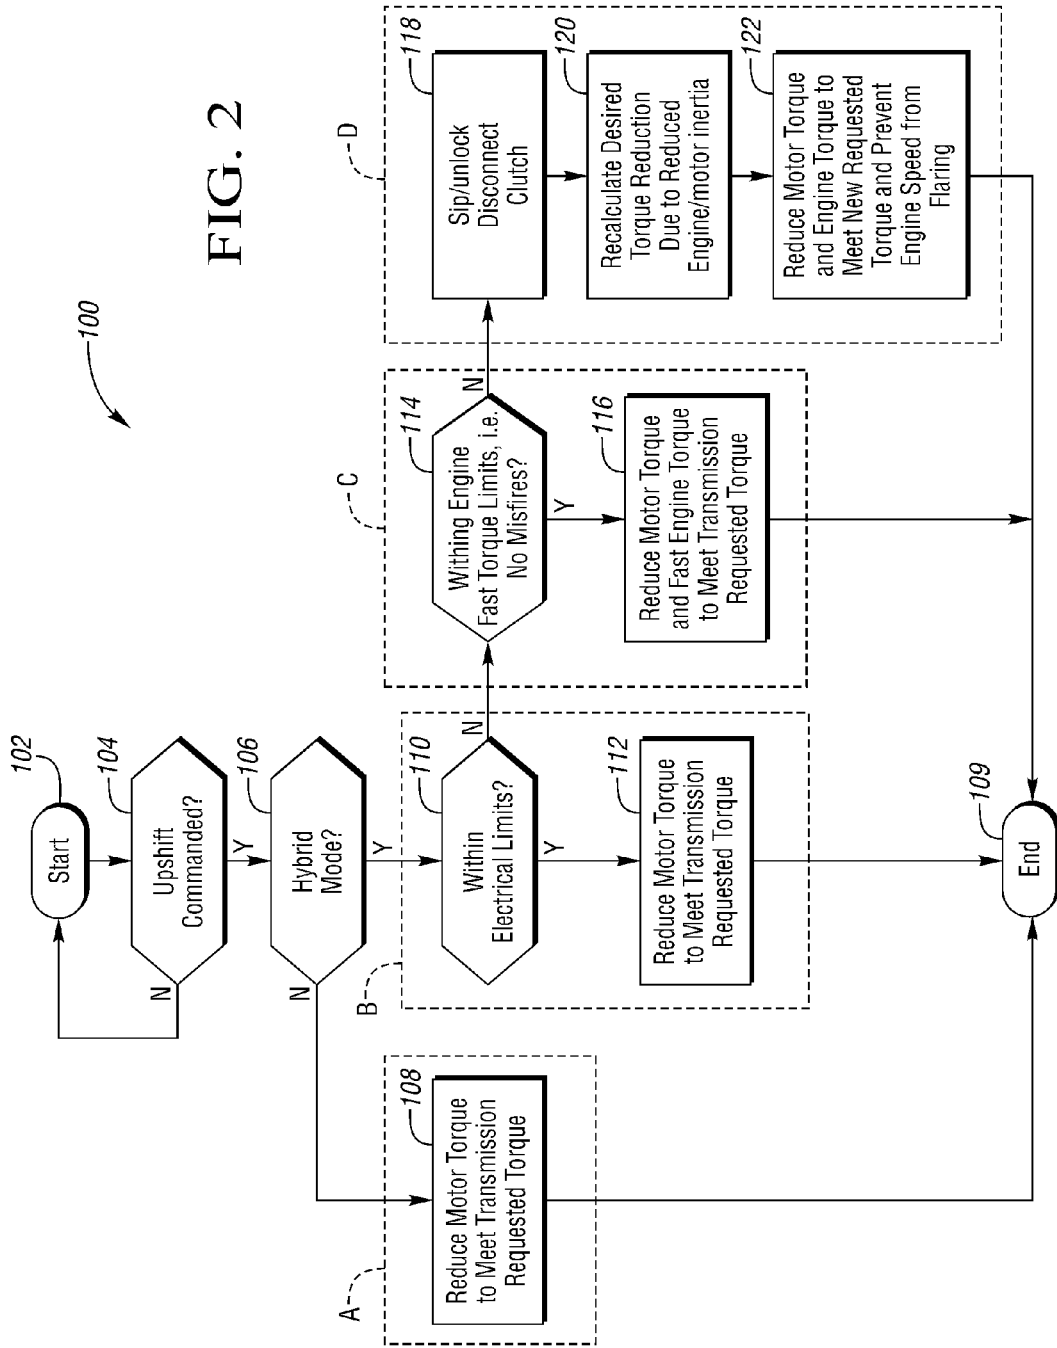 FIG. 2
100
102
Start
104
Upshift
Commanded?
N
Y
106
Hybrid
Mode?
N
Y
A
108
Reduce Motor Torque
to Meet Transmission
Requested Torque
B
110
Within
Electrical Limits?
N
Y
112
Reduce Motor Torque
to Meet Transmission
Requested Torque
C
114
Withing Engine
Fast Torque Limits, i.e.
No Misfires?
N
Y
116
Reduce Motor Torque
and Fast Engine Torque
to Meet Transmission
Requested Torque
D
118
Sip/unlock
Disconnect
Clutch
120
Recalculate Desired
Torque Reduction
Due to Reduced
Engine/motor inertia
122
Reduce Motor Torque
and Engine Torque to
Meet New Requested
Torque and Prevent
Engine Speed from
Flaring
109
End